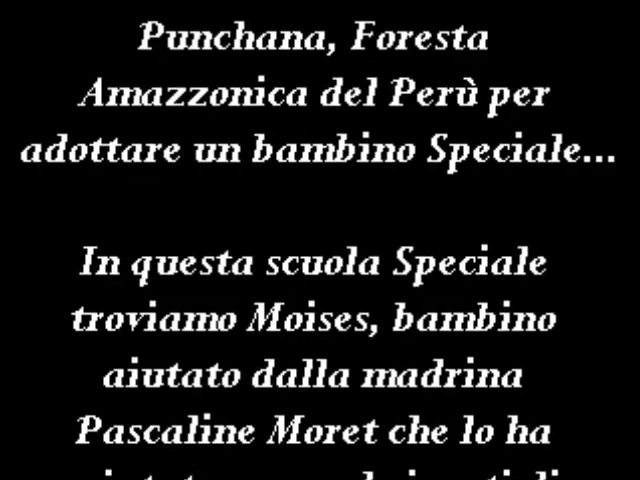 Punchana, Foresta
Amazzonica del Perù per
adottare un bambino Speciale...
In questa scuola Speciale
troviamo Moises, bambino
aiutato dalla madrina
Pascaline Moret che lo ha